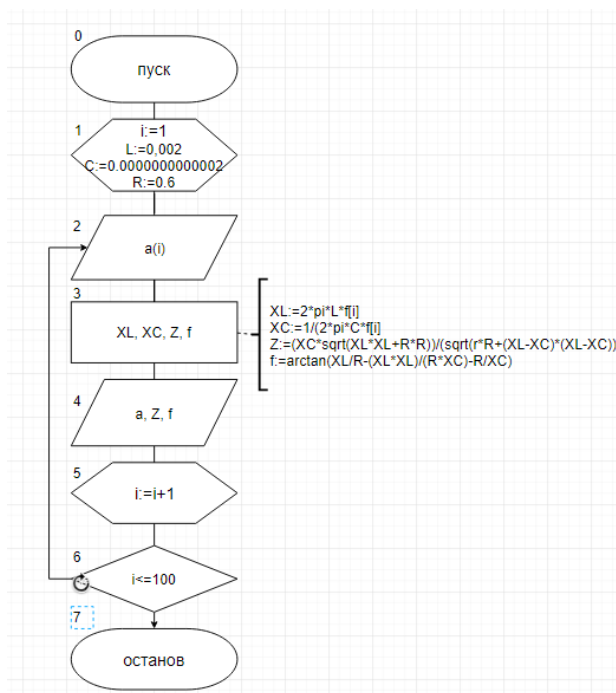 0
пуск
1
i:=1
L:=0,002
C:=0.0000000000002
R:=0.6
2
a(i)
3
XL, XC, Z, f
XL:=2*pi*L*f[i]
XC:=1/(2*pi*C*f[i]
Z:=(XC*sqrt(XL*XL+R*R))/(sqrt(r*R+(XL-XC)*(XL-XC))
f:=arctan(XL/R-(XL*XL)/(R*XC)-R/XC)
4
a, Z, f
5
i:=i+1
6
i<=100
7
останов